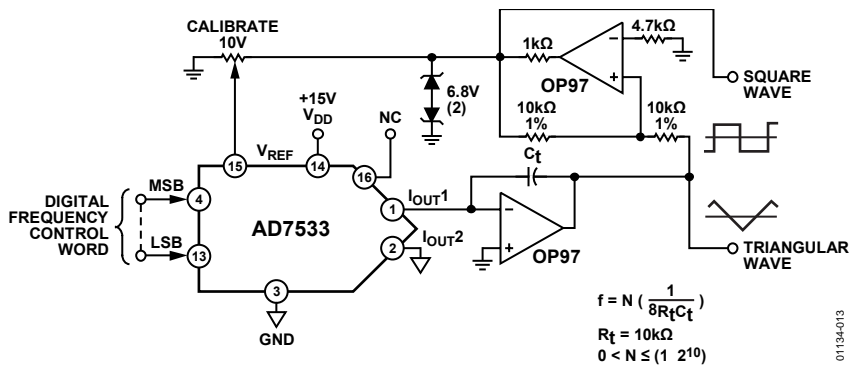 CALIBRATE
10V
1kΩ
4.7kΩ
OP97
SQUARE
WAVE
6.8V
(2)
+15V
VDD
NC
10kΩ
1%
10kΩ
1%
Ct
VREF
15
14
16
MSB
4
IOUT1
1
DIGITAL
FREQUENCY
CONTROL
WORD
AD7533
IOUT2
2
LSB
13
OP97
TRIANGULAR
WAVE
3
GND
f = N ( 1 / 8RtCt )
Rt = 10kΩ
0 < N ≤ (1 2^10)
01134-013